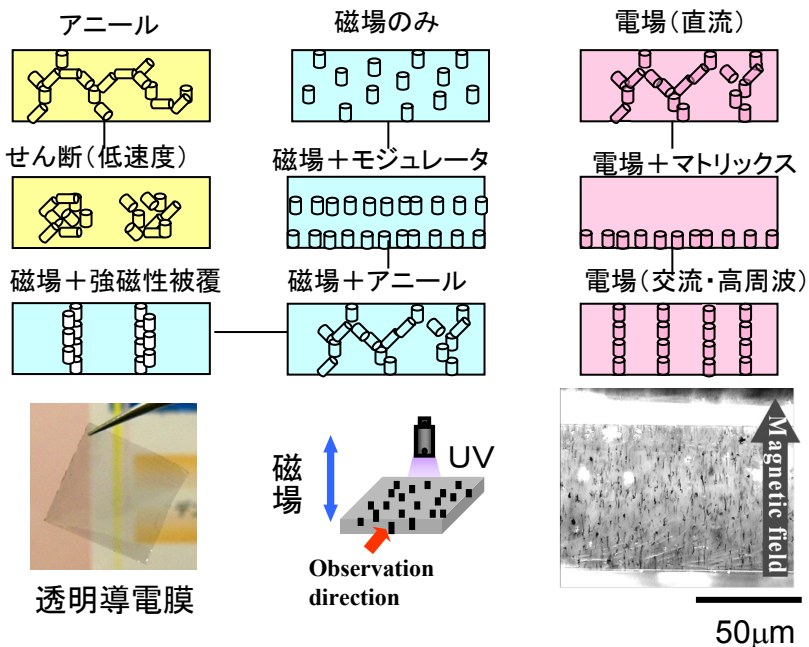 アニール
磁場のみ
電場(直流)
せん断(低速度)
磁場+モジュレータ
電場+マトリックス
磁場+強磁性被覆
磁場+アニール
電場(交流・高周波)
磁場
UV
Observation
direction
Magnetic field
透明導電膜
50μm